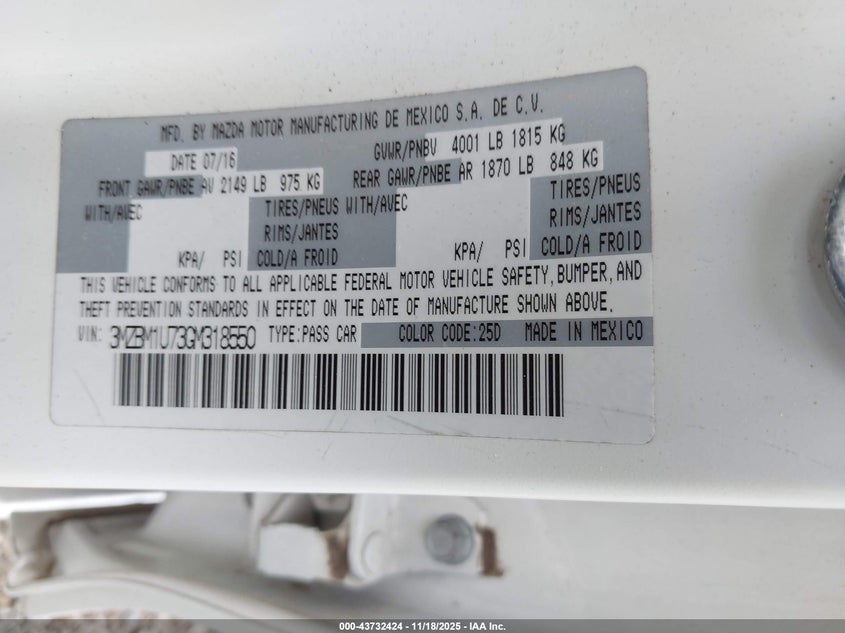 MFD. BY MAZDA MOTOR MANUFACTURING DE MEXICO S.A. DE C.V.
DATE 07/16 GVWR/PNBV 4001 LB 1815 KG
FRONT GAWR/PNBE AV 2149 LB 975 KG REAR GAWR/PNBE AR 1870 LB 848 KG
WITH/AVEC TIRES/PNEUS WITH/AVEC TIRES/PNEUS
RIMS/JANTES RIMS/JANTES
KPA/ PSI COLD/A FROID KPA/ PSI COLD/A FROID
THIS VEHICLE CONFORMS TO ALL APPLICABLE FEDERAL MOTOR VEHICLE SAFETY, BUMPER, AND
THEFT PREVENTION STANDARDS IN EFFECT ON THE DATE OF MANUFACTURE SHOWN ABOVE.
VIN: 3MZBM1U73GM318550 TYPE:PASS CAR COLOR CODE:25D MADE IN MEXICO
000-43732424 - 11/18/2025 - IAA Inc.